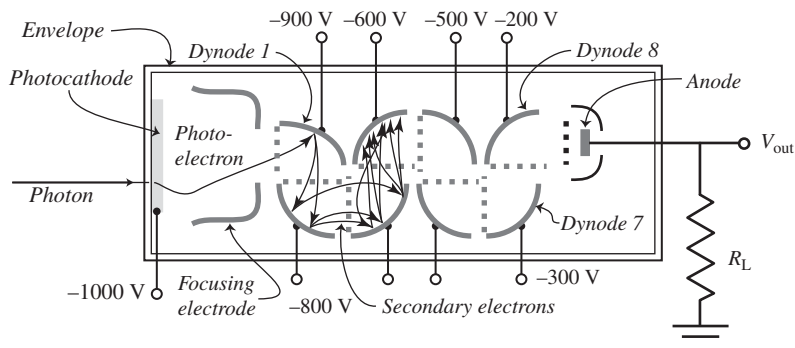 –900 V
–600 V
–500 V
–200 V
Envelope
Dynode 1
Dynode 8
Photocathode
Anode
Photo-
electron
V_out
Photon
Dynode 7
R_L
–1000 V
Focusing
electrode
–800 V
Secondary electrons
–300 V